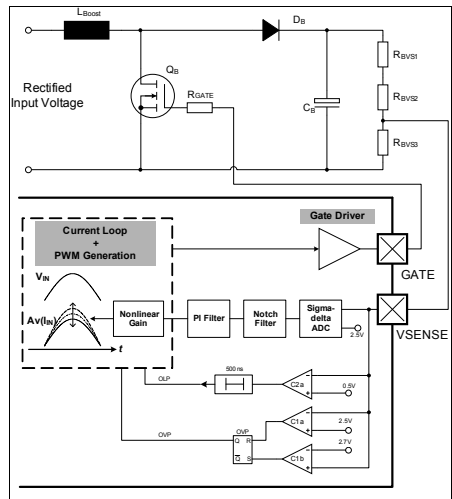 LBoost
DB
QB
RGATE
Rectified
Input Voltage
CB
RBVS1
RBVS2
RBVS3
Current Loop
+
PWM Generation
Gate Driver
GATE
VIN
Av(IIN)
t
Nonlinear
Gain
PI Filter
Notch
Filter
Sigma-
delta
ADC
2.5V
VSENSE
500 ns
OLP
C2a
0.5V
OVP
OVP
Q R
Q S
C1a
2.5V
C1b
2.7V